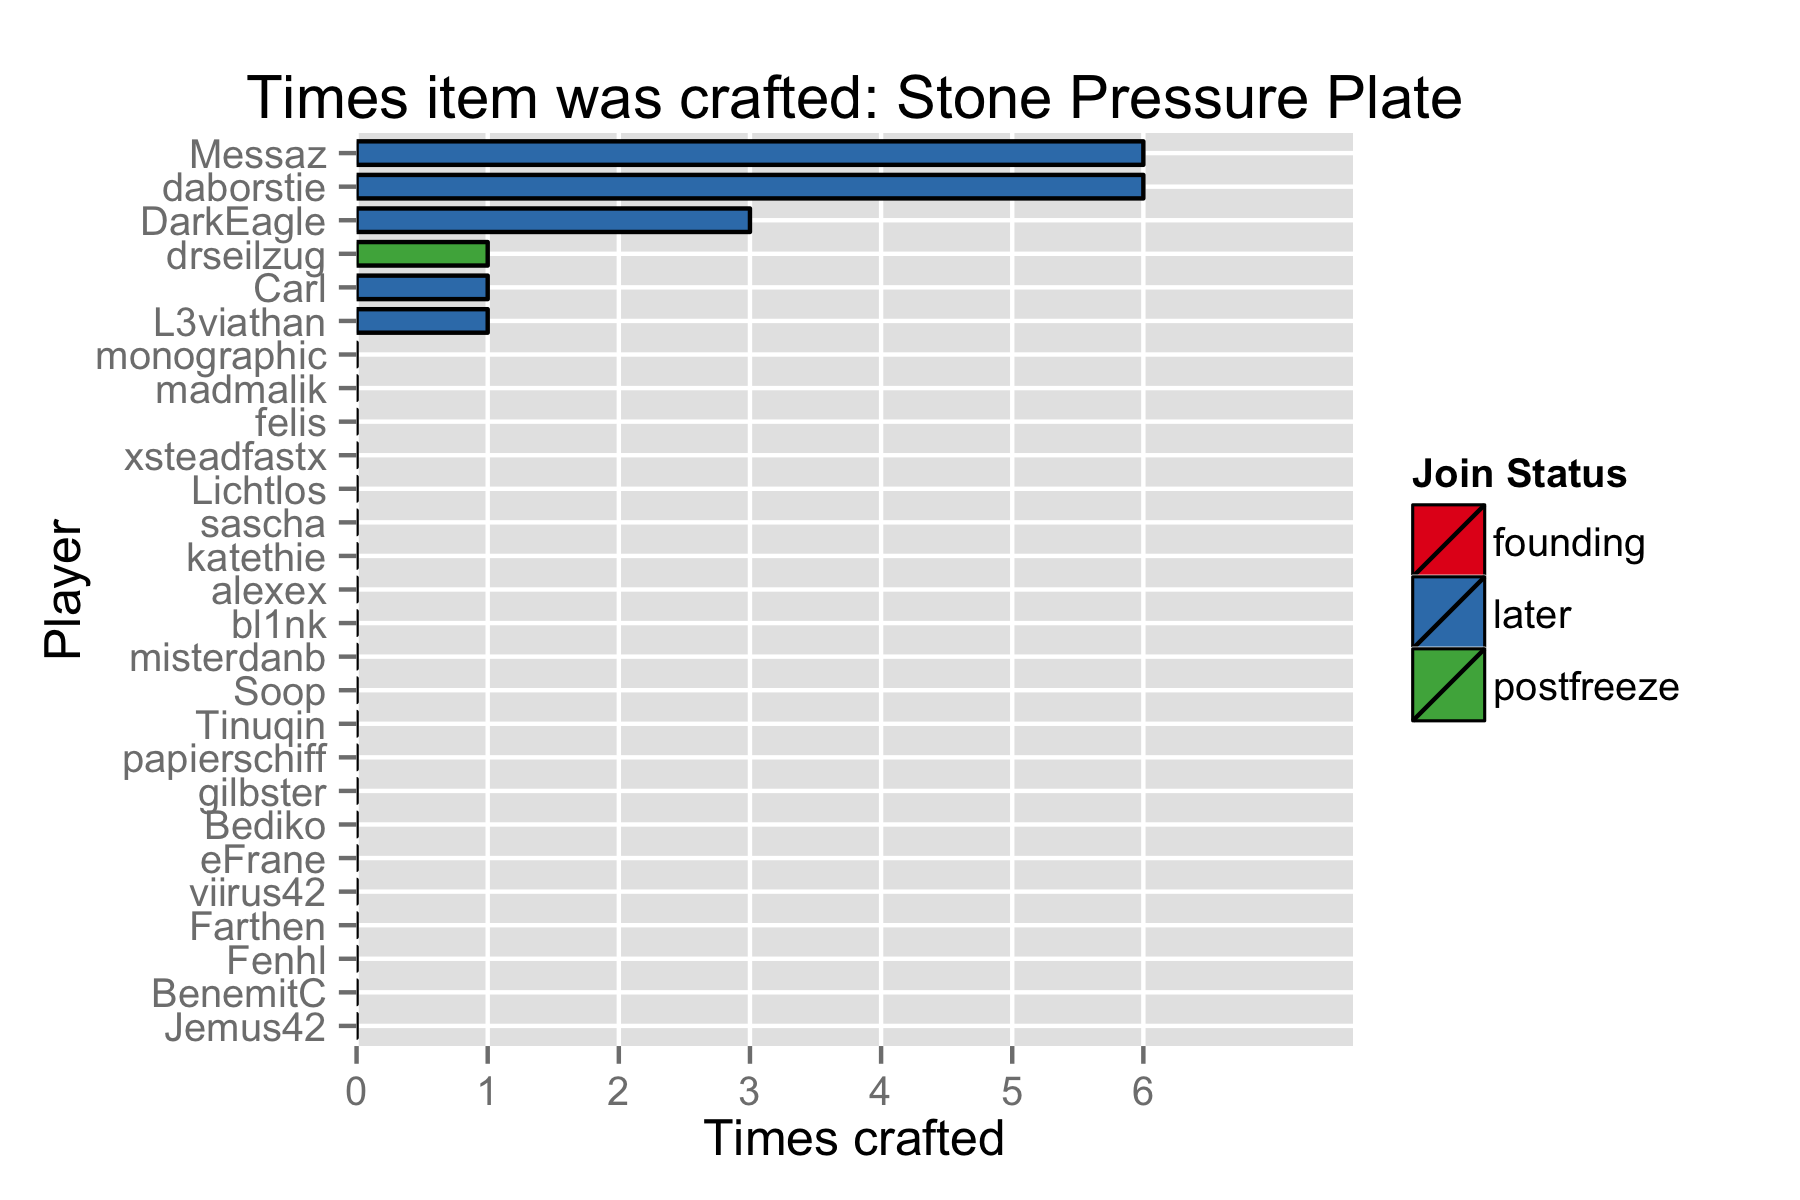 Times item was crafted: Stone Pressure Plate
Messaz
daborstie
DarkEagle
drseilzug
Carl
L3viathan
monographic
madmalik
felis
xsteadfastx
Lichtlos
sascha
katethie
alexex
bl1nk
misterdanb
Soop
Tinuqin
papierschiff
gilbster
Bediko
eFrane
viirus42
Farthen
Fenhl
BenemitC
Jemus42
Player
0 1 2 3 4 5 6
Times crafted
Join Status
founding
later
postfreeze